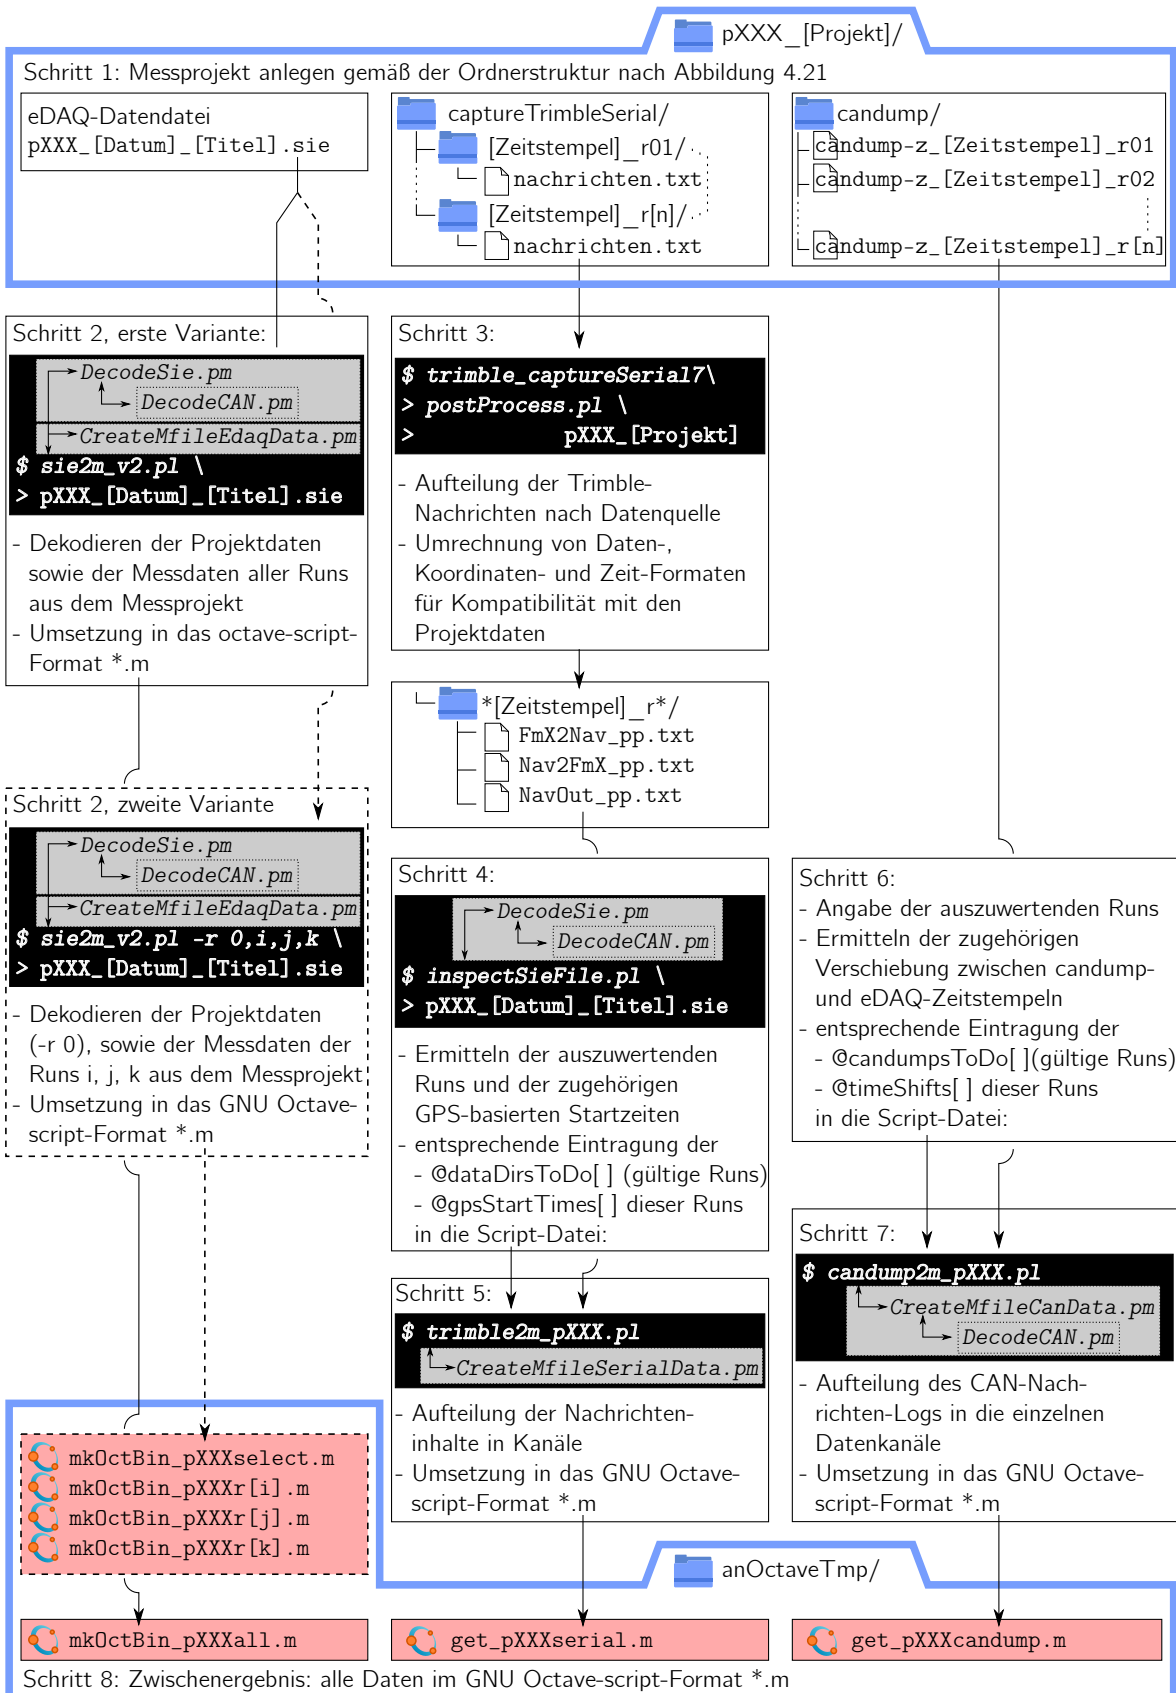 pXXX_[Projekt]/
Schritt 1: Messprojekt anlegen gemäß der Ordnerstruktur nach Abbildung 4.21
eDAQ-Datendatei
pXXX_[Datum]_[Titel].sie
captureTrimbleSerial/
[Zeitstempel]_r01/
nachrichten.txt
[Zeitstempel]_r[n]/
nachrichten.txt
candump/
candump-z_[Zeitstempel]_r01
candump-z_[Zeitstempel]_r02
candump-z_[Zeitstempel]_r[n]
Schritt 2, erste Variante:
DecodeSie.pm
DecodeCAN.pm
CreateMfileEdaqData.pm
$ sie2m_v2.pl \
> pXXX_[Datum]_[Titel].sie
- Dekodieren der Projektdaten
sowie der Messdaten aller Runs
aus dem Messprojekt
- Umsetzung in das octave-script-
Format *.m
Schritt 2, zweite Variante
DecodeSie.pm
DecodeCAN.pm
CreateMfileEdaqData.pm
$ sie2m_v2.pl -r 0,i,j,k \
> pXXX_[Datum]_[Titel].sie
- Dekodieren der Projektdaten
(-r 0), sowie der Messdaten der
Runs i, j, k aus dem Messprojekt
- Umsetzung in das GNU Octave-
script-Format *.m
Schritt 3:
$ trimble_captureSerial7\
> postProcess.pl \
> pXXX_[Projekt]
- Aufteilung der Trimble-
Nachrichten nach Datenquelle
- Umrechnung von Daten-,
Koordinaten- und Zeit-Formaten
für Kompatibilität mit den
Projektdaten
*[Zeitstempel]_r*/
FmX2Nav_pp.txt
Nav2FmX_pp.txt
NavOut_pp.txt
Schritt 4:
DecodeSie.pm
DecodeCAN.pm
$ inspectSieFile.pl \
> pXXX_[Datum]_[Titel].sie
- Ermitteln der auszuwertenden
Runs und der zugehörigen
GPS-basierten Startzeiten
- entsprechende Eintragung der
- @dataDirsToDo[ ] (gültige Runs)
- @gpsStartTimes[ ] dieser Runs
in die Script-Datei:
Schritt 5:
$ trimble2m_pXXX.pl
CreateMfileSerialData.pm
- Aufteilung der Nachrichten-
inhalte in Kanäle
- Umsetzung in das GNU Octave-
script-Format *.m
Schritt 6:
- Angabe der auszuwertenden Runs
- Ermitteln der zugehörigen
Verschiebung zwischen candump-
und eDAQ-Zeitstempeln
- entsprechende Eintragung der
- @candumpsToDo[ ](gültige Runs)
- @timeShifts[ ] dieser Runs
in die Script-Datei:
Schritt 7:
$ candump2m_pXXX.pl
CreateMfileCanData.pm
DecodeCAN.pm
- Aufteilung des CAN-Nach-
richten-Logs in die einzelnen
Datenkanäle
- Umsetzung in das GNU Octave-
script-Format *.m
mkOctBin_pXXXselect.m
mkOctBin_pXXXr[i].m
mkOctBin_pXXXr[j].m
mkOctBin_pXXXr[k].m
anOctaveTmp/
mkOctBin_pXXXall.m
get_pXXXserial.m
get_pXXXcandump.m
Schritt 8: Zwischenergebnis: alle Daten im GNU Octave-script-Format *.m